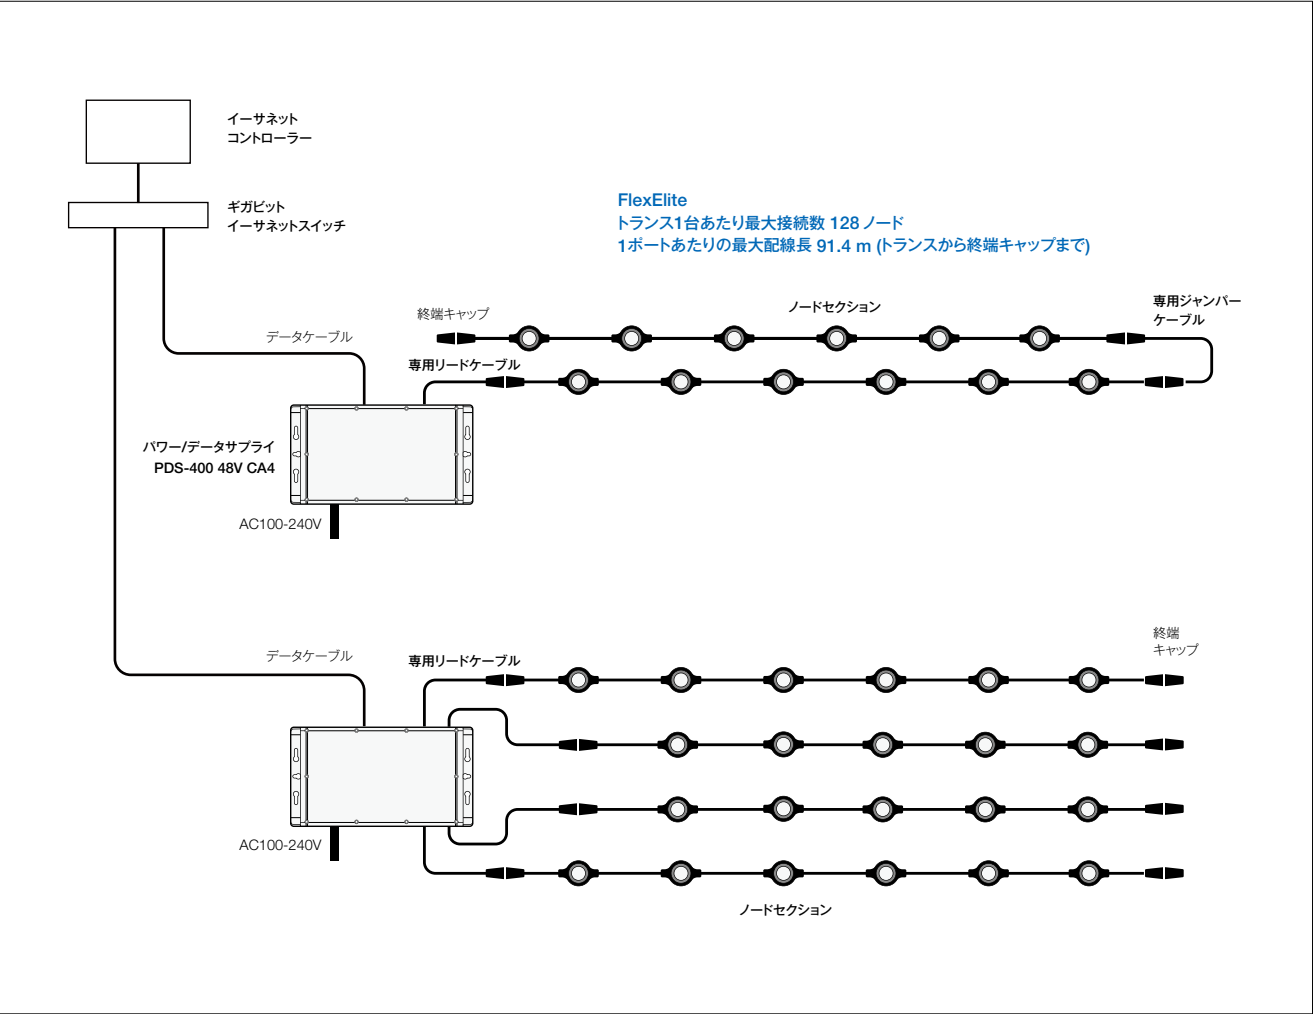 イーサネット
コントローラー
ギガビット
イーサネットスイッチ
FlexElite
トランス1台あたり最大接続数 128 ノード
1ポートあたりの最大配線長 91.4 m (トランスから終端キャップまで)
データケーブル
終端キャップ
ノードセクション
専用ジャンパー
ケーブル
専用リードケーブル
パワー/データサプライ
PDS-400 48V CA4
AC100-240V
データケーブル
専用リードケーブル
終端
キャップ
AC100-240V
ノードセクション